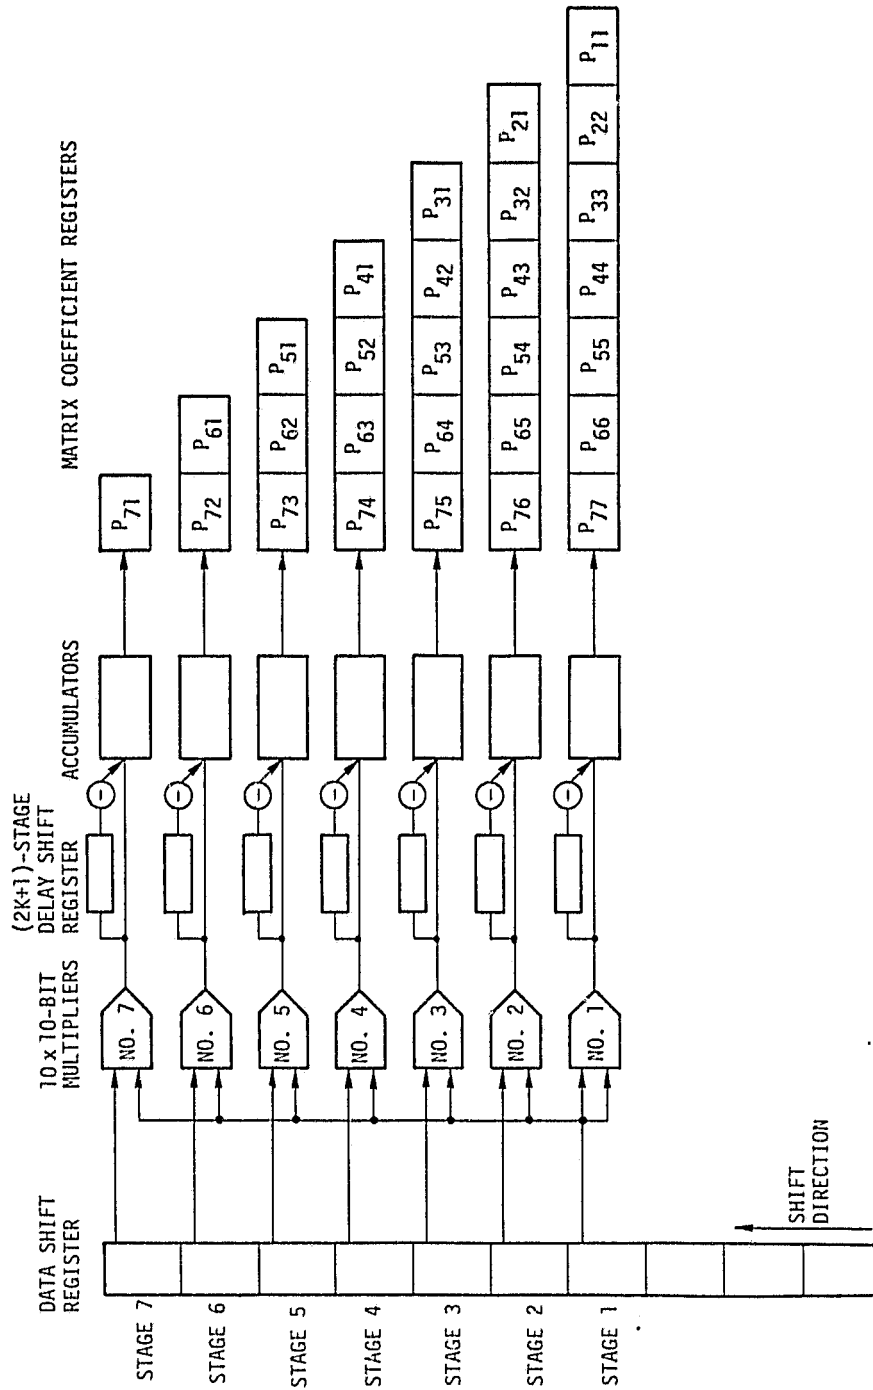 DATA SHIFT
REGISTER
10 x 10-BIT
MULTIPLIERS
(2K+1)-STAGE
DELAY SHIFT
REGISTER
ACCUMULATORS
MATRIX COEFFICIENT REGISTERS
STAGE 7
NO. 7
–
P71
STAGE 6
NO. 6
–
P72 P61
STAGE 5
NO. 5
–
P73 P62 P51
STAGE 4
NO. 4
–
P74 P63 P52 P41
STAGE 3
NO. 3
–
P75 P64 P53 P42 P31
STAGE 2
NO. 2
–
P76 P65 P54 P43 P32 P21
STAGE 1
NO. 1
–
P77 P66 P55 P44 P33 P22 P11
SHIFT
DIRECTION